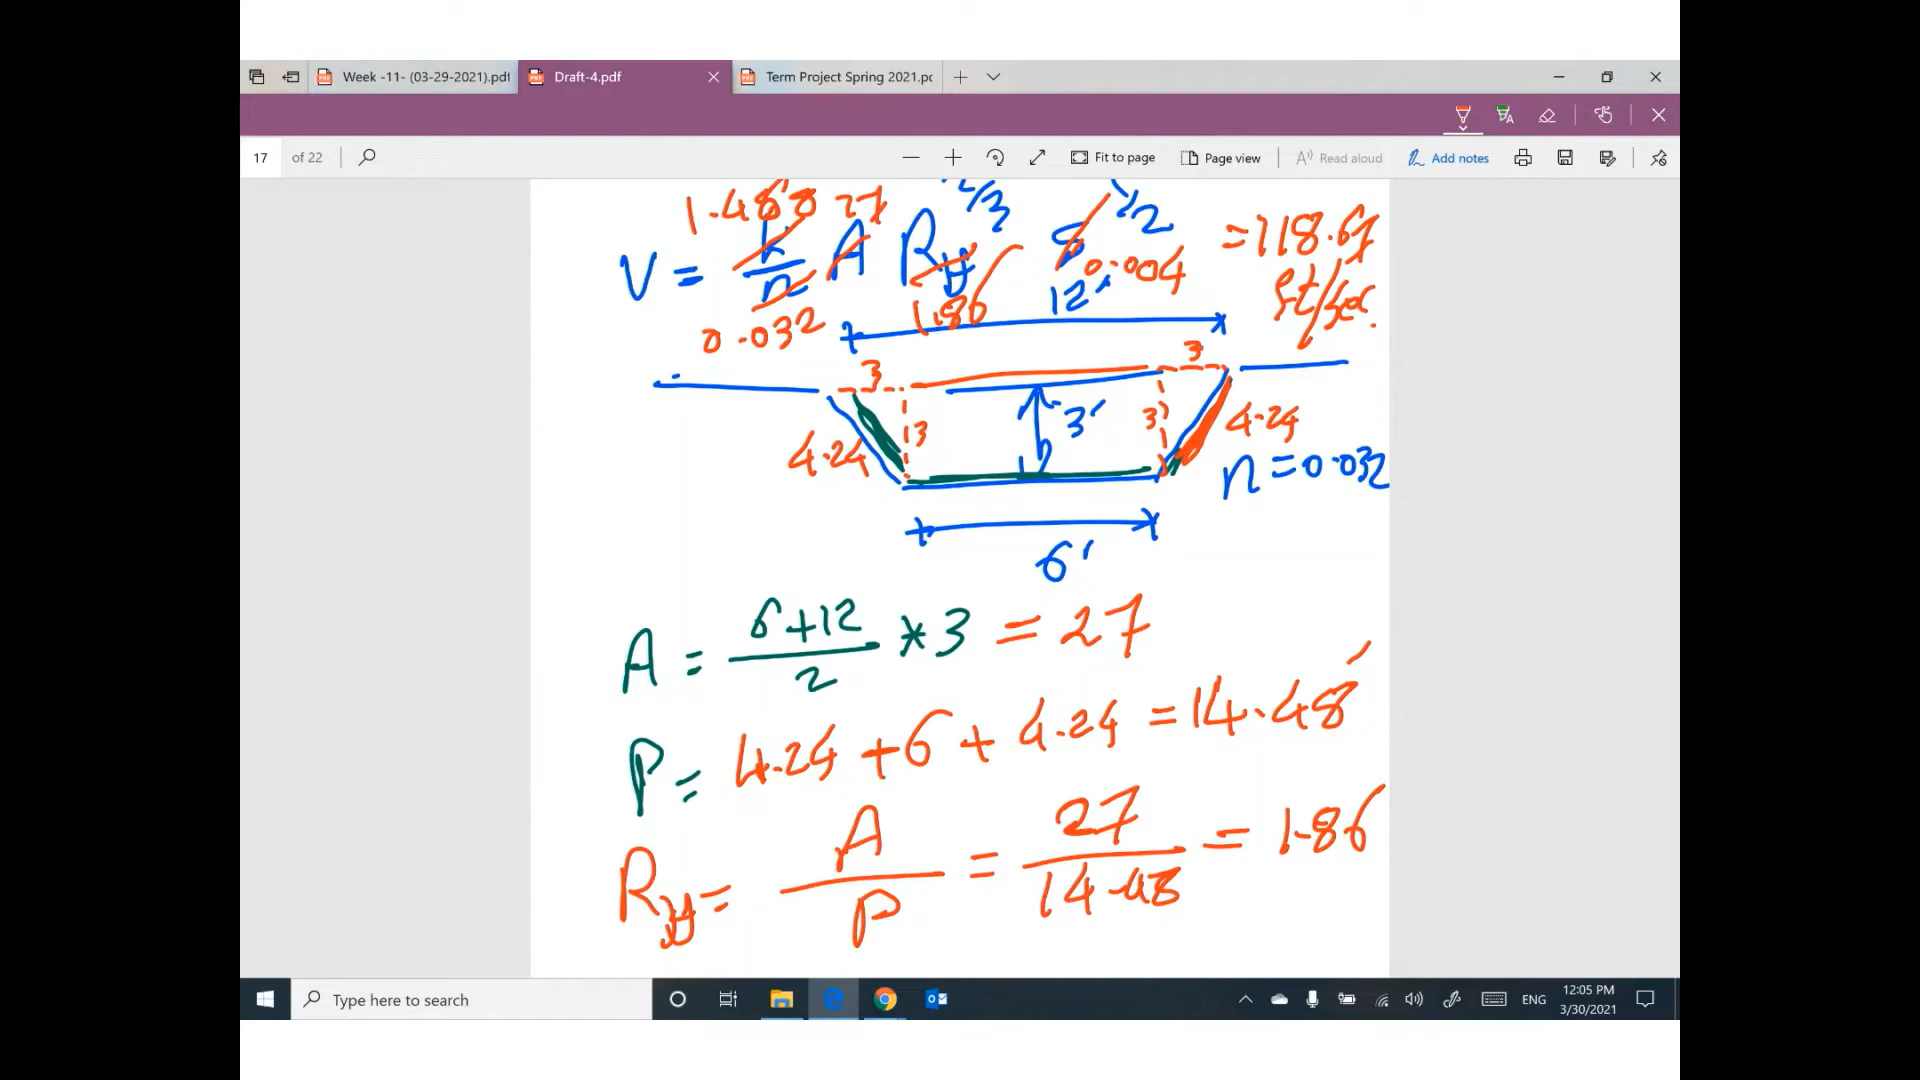 Week -11- (03-29-2021).pdf
Draft-4.pdf
Term Project Spring 2021.pd
17 of 22
Fit to page
Page view
Read aloud
Add notes
1.486 27
V = k/n A R_H^2/3 S^1/2 = 118.67 ft/sec.
0.032 1.86 0.004
12'
3 3
4.24 3 3' 3 4.24
n = 0.032
6'
A = 6+12/2 * 3 = 27
P = 4.24 + 6 + 4.24 = 14.48'
R_H = A/P = 27/14.48 = 1.86
Type here to search
ENG
12:05 PM
3/30/2021